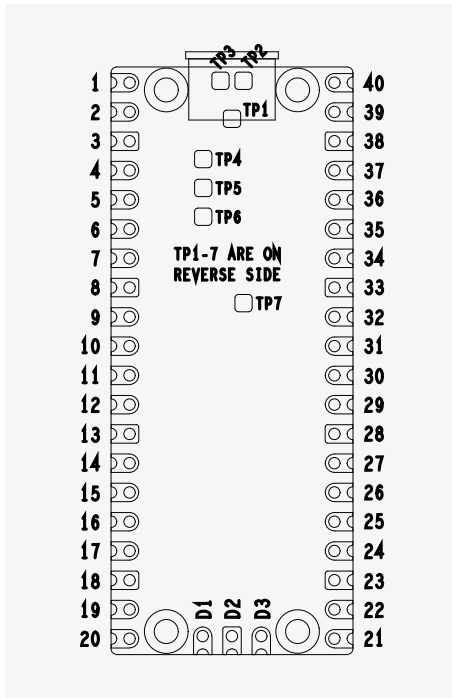 TP3 TP2
1 40
TP1
2 39
3 38
TP4
4 37
TP5
5 36
TP6
6 35
TP1-7 ARE ON
7 34
REVERSE SIDE
8 33
TP7
9 32
10 31
11 30
12 29
13 28
14 27
15 26
16 25
17 24
18 23
19 22
D1 D2 D3
20 21